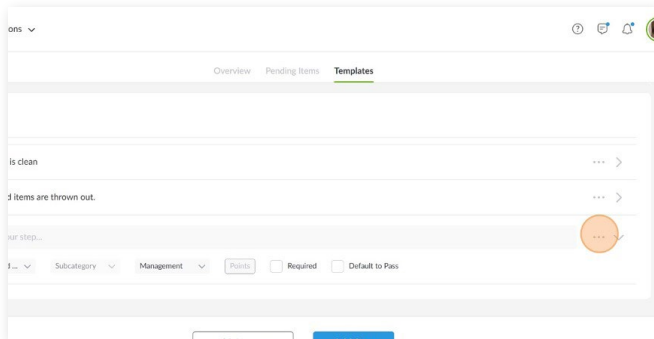 ons
Overview Pending Items Templates
is clean
d items are thrown out.
our step...
d ... Subcategory Management Points Required Default to Pass